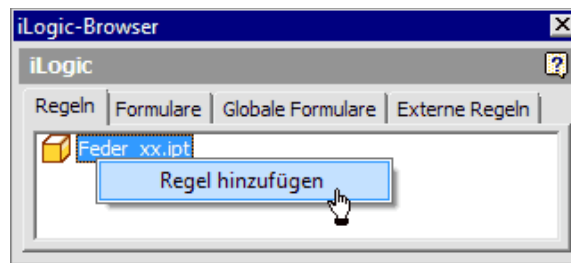 iLogic-Browser
iLogic
Regeln Formulare Globale Formulare Externe Regeln
Feder_xx.ipt
Regel hinzufügen